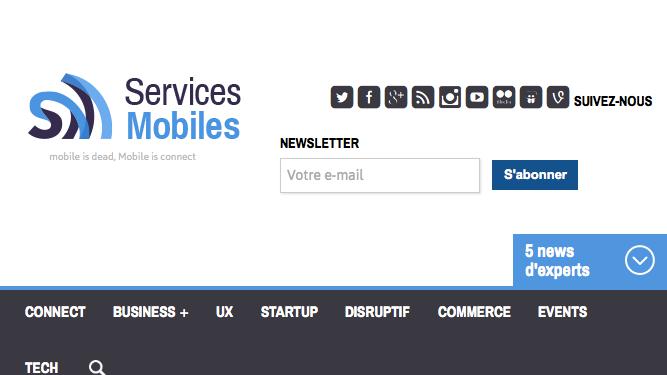 Services
Mobiles
mobile is dead, Mobile is connect
SUIVEZ-NOUS
NEWSLETTER
Votre e-mail
S'abonner
5 news
d'experts
CONNECT BUSINESS + UX STARTUP DISRUPTIF COMMERCE EVENTS
TECH